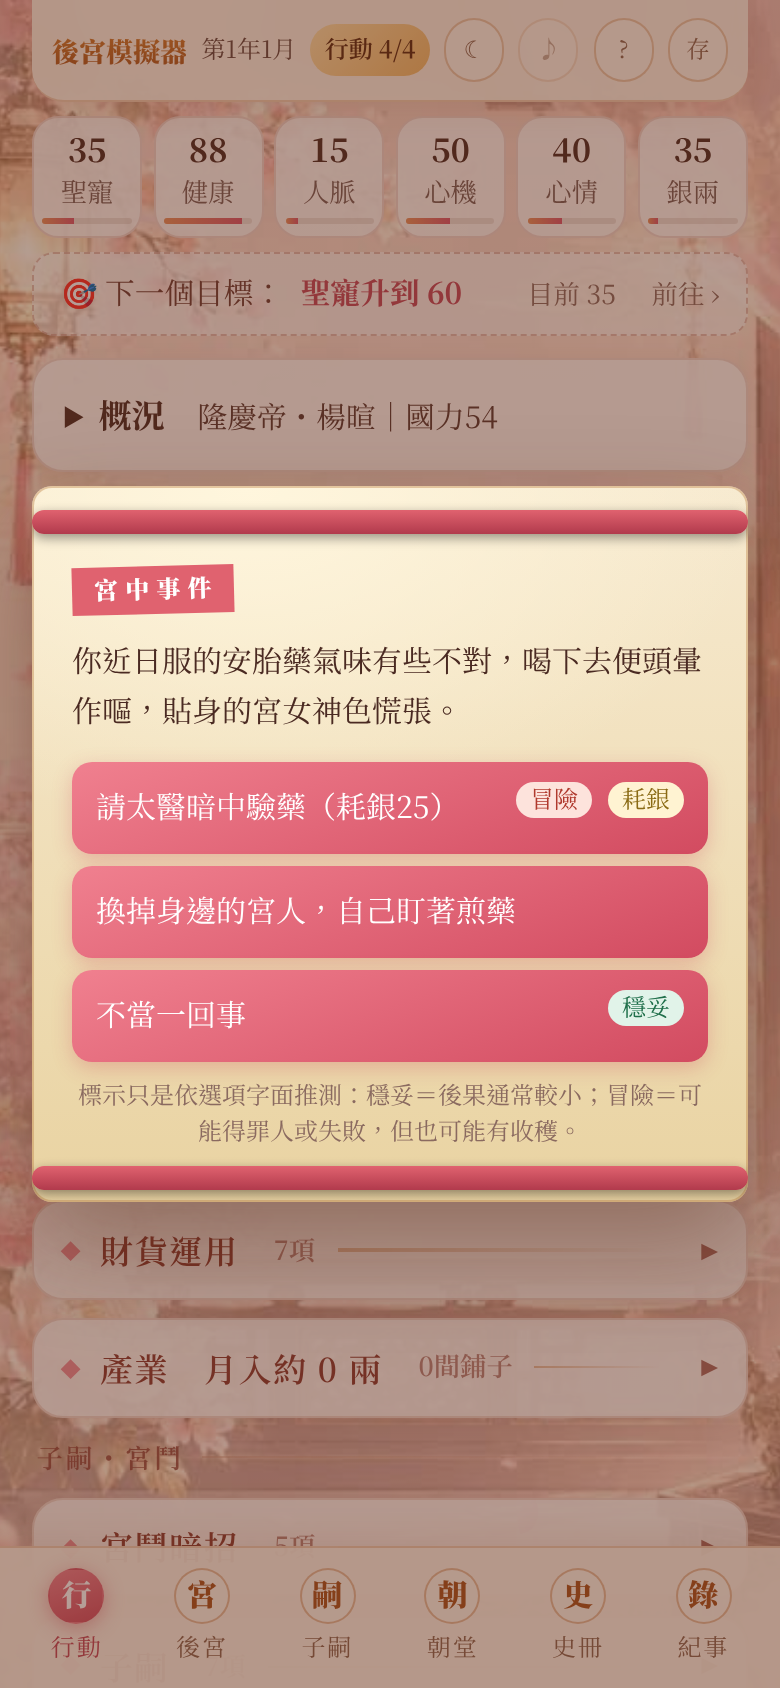 後宮模擬器 第1年1月 行動 4/4 ☾ ♪ ? 存
35 88 15 50 40 35
聖寵 健康 人脈 心機 心情 銀兩
下一個目標： 聖寵升到 60 目前 35 前往 ›
▶ 概況 隆慶帝・楊暄｜國力54
宮中事件
你近日服的安胎藥氣味有些不對，喝下去便頭暈
作嘔，貼身的宮女神色慌張。
請太醫暗中驗藥（耗銀25） 冒險 耗銀
換掉身邊的宮人，自己盯著煎藥
不當一回事 穩妥
標示只是依選項字面推測：穩妥＝後果通常較小；冒險＝可
能得罪人或失敗，但也可能有收穫。
財貨運用 7項
產業 月入約 0 兩 0間鋪子
子嗣・宮鬥
宮鬥暗招 5項
行 宮 嗣 朝 史 錄
行動 後宮 子嗣 朝堂 史冊 紀事